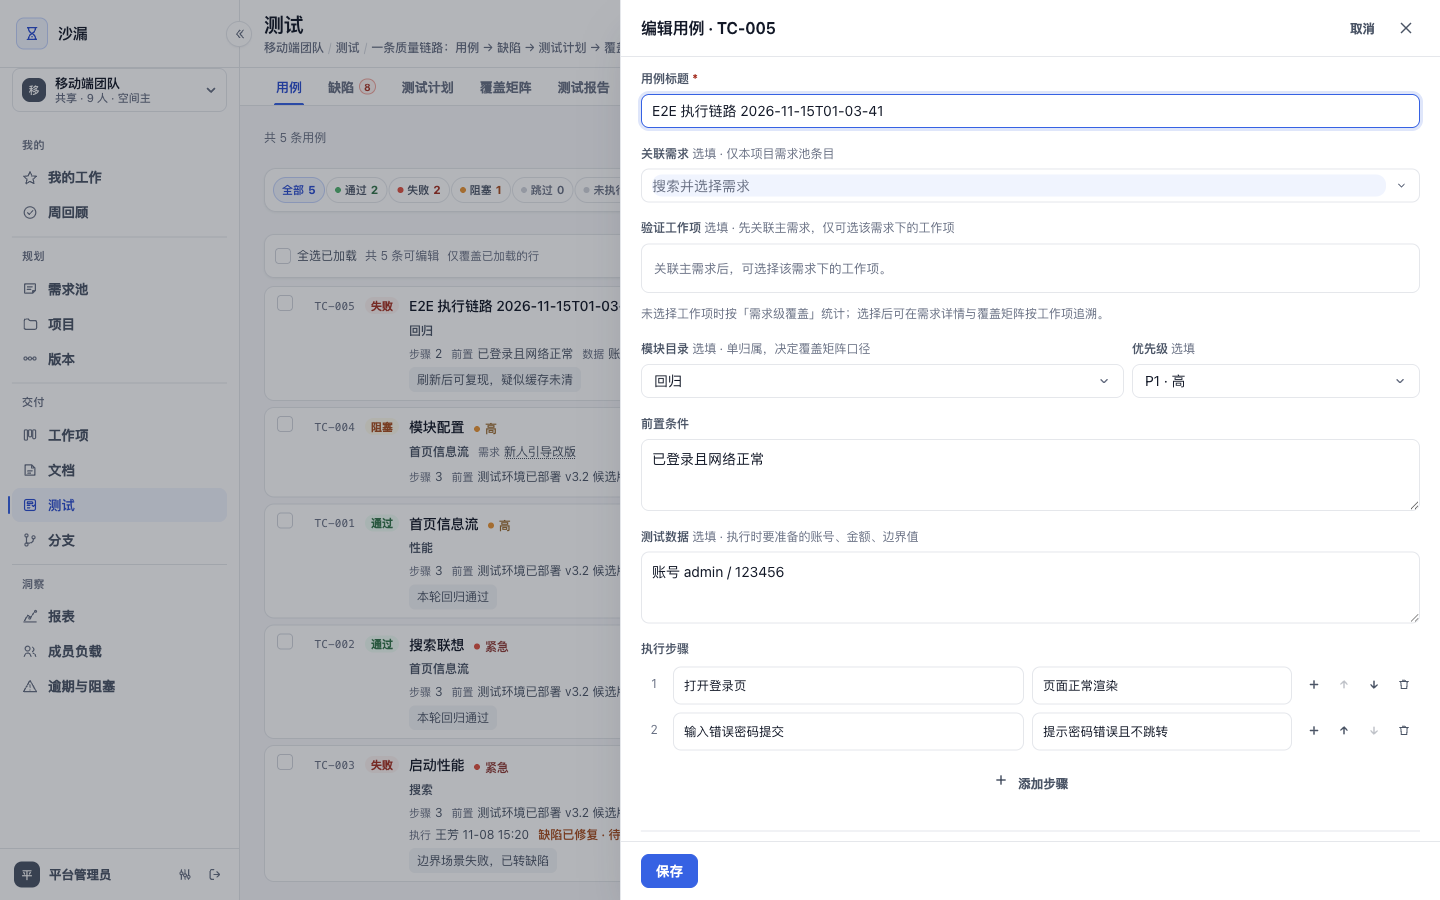 沙漏
移
移动端团队
共享 · 9 人 · 空间主
我的
我的工作
周回顾
规划
需求池
项目
版本
交付
工作项
文档
测试
分支
洞察
报表
成员负载
逾期与阻塞
平
平台管理员
测试
移动端团队 / 测试 / 一条质量链路：用例 → 缺陷 → 测试计划 → 覆盖
用例 缺陷 8 测试计划 覆盖矩阵 测试报告
共 5 条用例
全部 5 通过 2 失败 2 阻塞 1 跳过 0 未执行
全选已加载 共 5 条可编辑 仅覆盖已加载的行
TC-005 失败 E2E 执行链路 2026-11-15T01-03
回归
步骤 2 前置 已登录且网络正常 数据 账
刷新后可复现，疑似缓存未清
TC-004 阻塞 模块配置 高
首页信息流 需求 新人引导改版
步骤 3 前置 测试环境已部署 v3.2 候选
TC-001 通过 首页信息流 高
性能
步骤 3 前置 测试环境已部署 v3.2 候选
本轮回归通过
TC-002 通过 搜索联想 紧急
首页信息流
步骤 3 前置 测试环境已部署 v3.2 候选
本轮回归通过
TC-003 失败 启动性能 紧急
搜索
步骤 3 前置 测试环境已部署 v3.2 候选
执行 王芳 11-08 15:20 缺陷已修复 · 待
边界场景失败，已转缺陷
编辑用例 · TC-005
取消
用例标题 *
E2E 执行链路 2026-11-15T01-03-41
关联需求 选填 · 仅本项目需求池条目
搜索并选择需求
验证工作项 选填 · 先关联主需求，仅可选该需求下的工作项
关联主需求后，可选择该需求下的工作项。
未选择工作项时按「需求级覆盖」统计；选择后可在需求详情与覆盖矩阵按工作项追溯。
模块目录 选填 · 单归属，决定覆盖矩阵口径
优先级 选填
回归
P1 · 高
前置条件
已登录且网络正常
测试数据 选填 · 执行时要准备的账号、金额、边界值
账号 admin / 123456
执行步骤
1 打开登录页 页面正常渲染
2 输入错误密码提交 提示密码错误且不跳转
添加步骤
保存